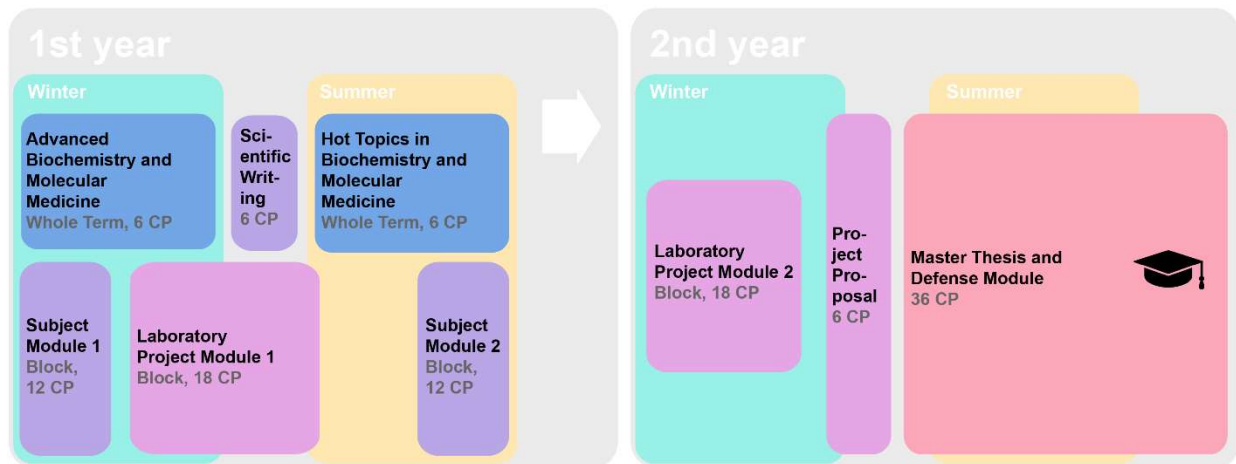 1st year
Winter
Summer
Advanced
Biochemistry and
Molecular
Medicine
Whole Term, 6 CP
Sci-
entific
Writ-
ing
6 CP
Hot Topics in
Biochemistry and
Molecular
Medicine
Whole Term, 6 CP
Subject
Module 1
Block,
12 CP
Laboratory
Project Module 1
Block, 18 CP
Subject
Module 2
Block,
12 CP
2nd year
Winter
Summer
Laboratory
Project Module 2
Block, 18 CP
Pro-
ject
Pro-
posal
6 CP
Master Thesis and
Defense Module
36 CP